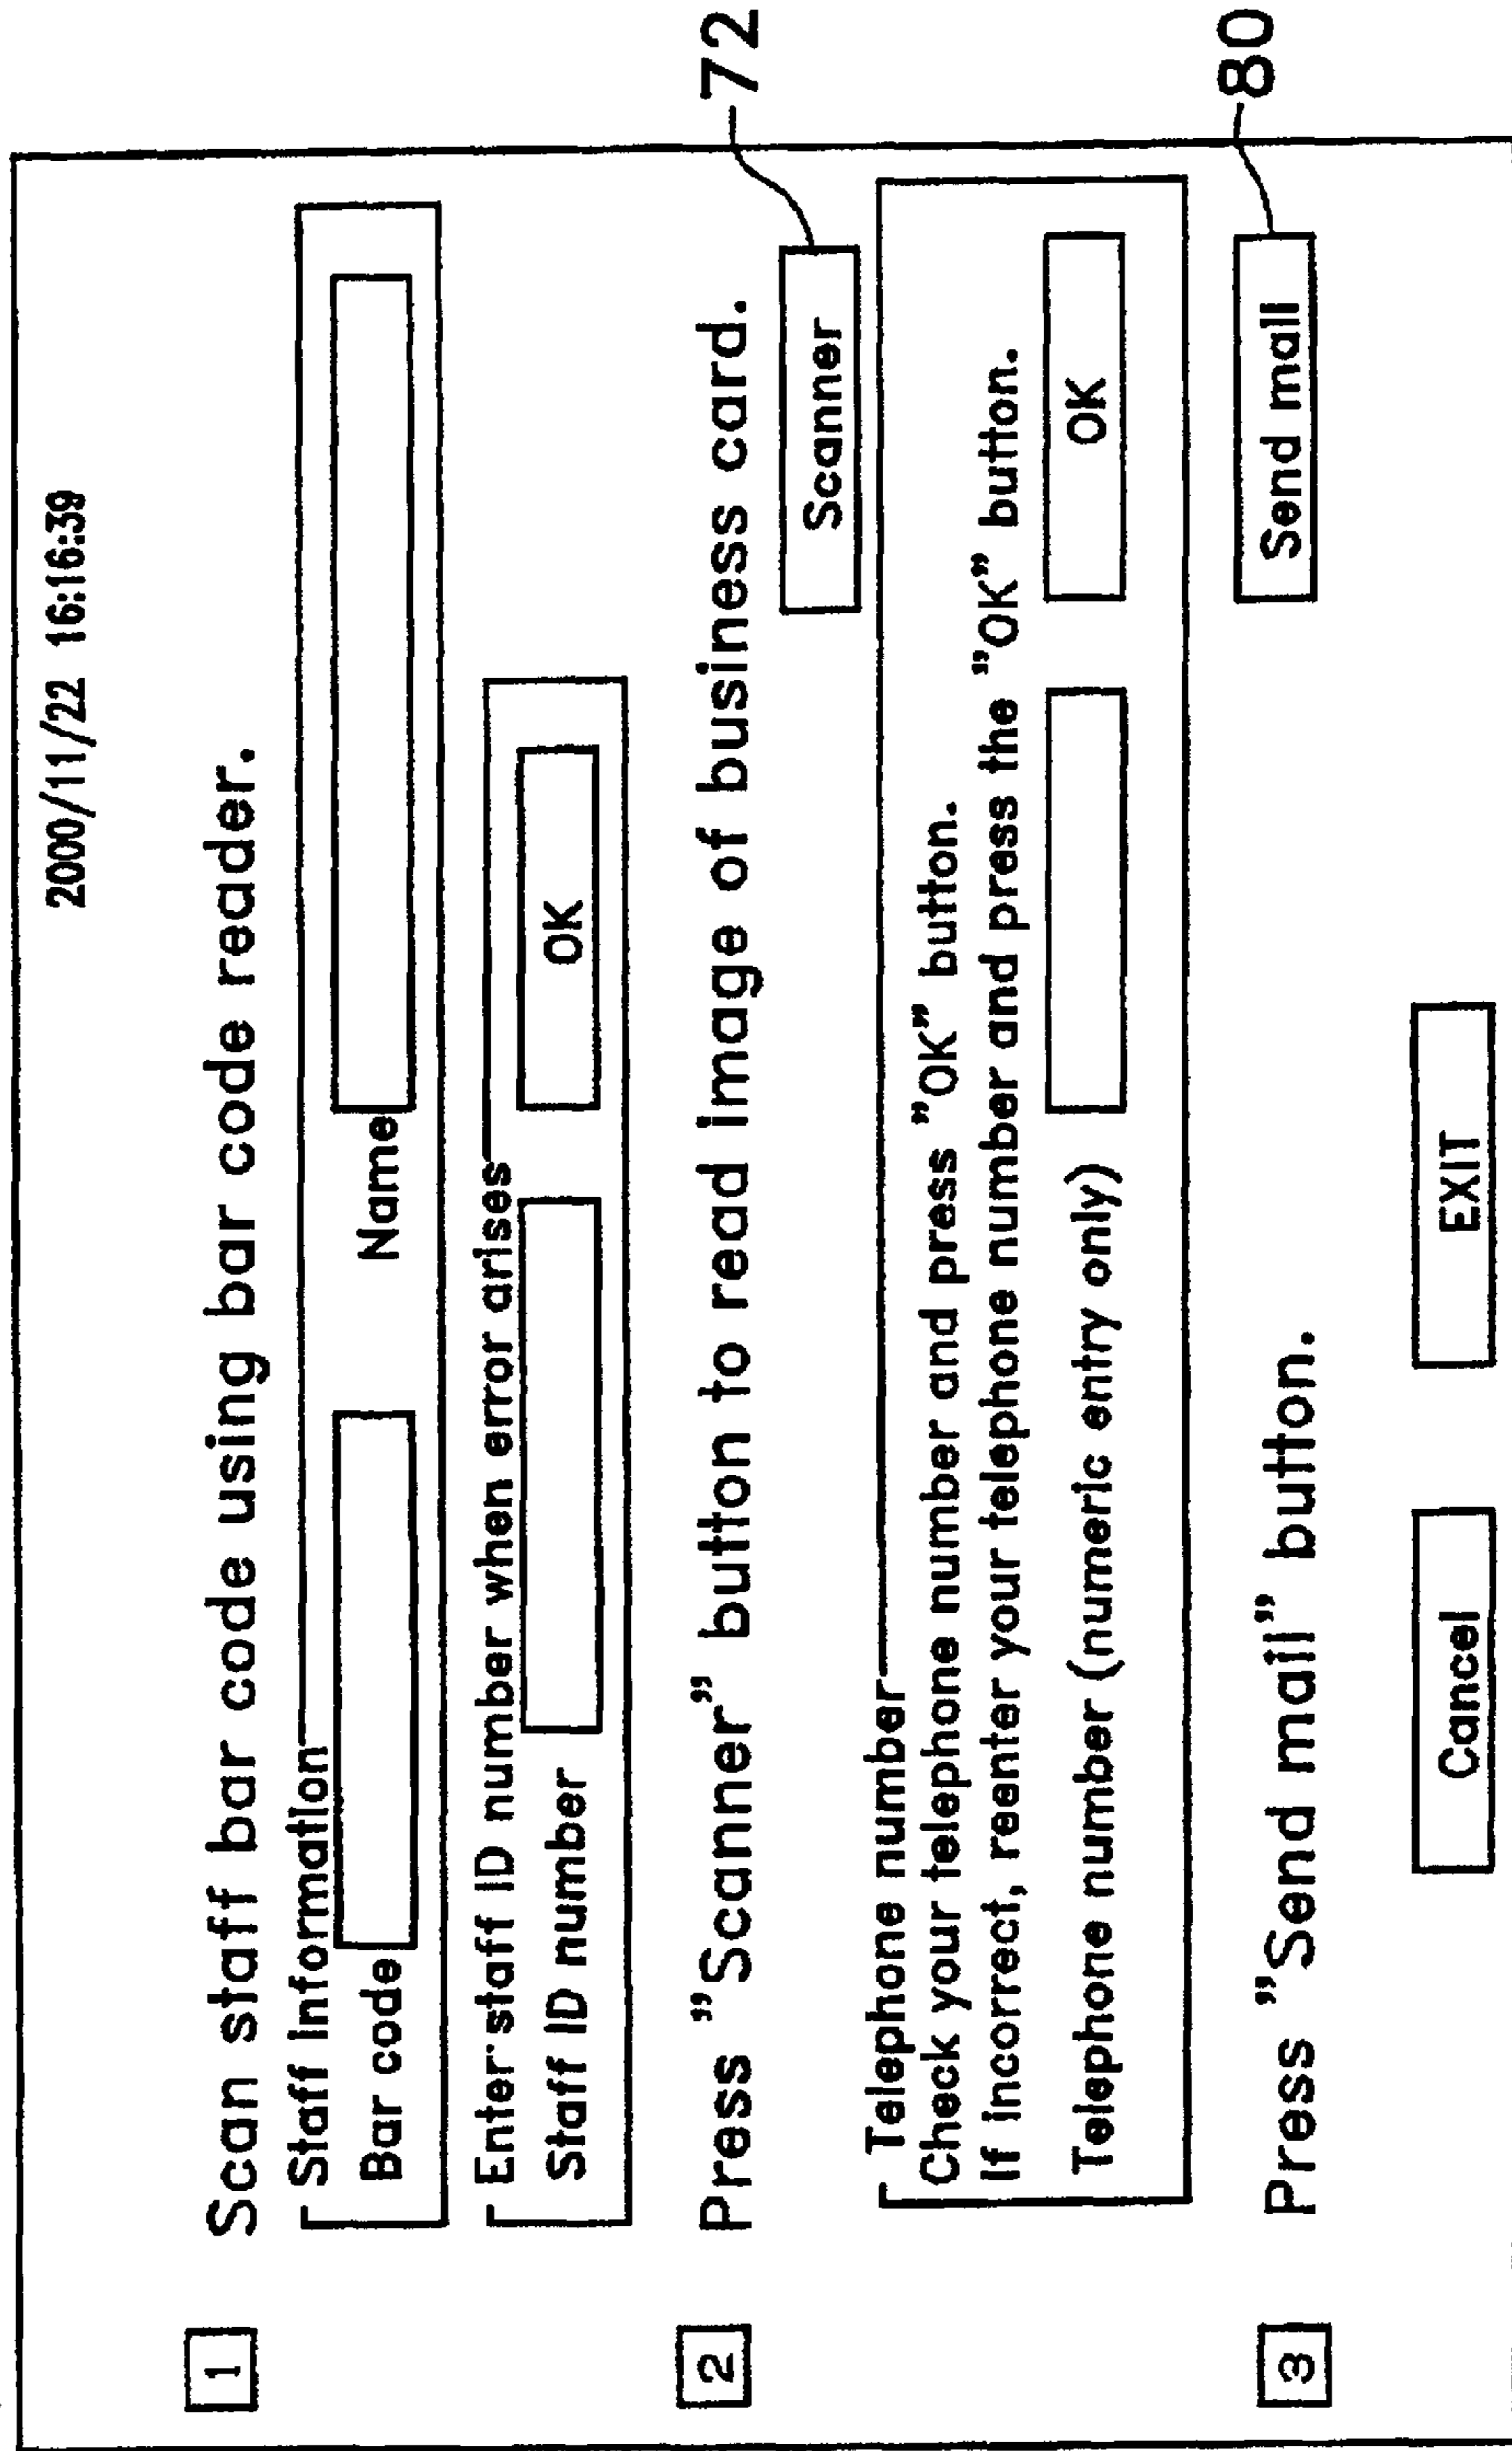 2000/11/22 16:16:39
1 Scan staff bar code using bar code reader.
Staff Information
Bar code Name
Enter staff ID number when error arises
Staff ID number OK
2 Press "Scanner" button to read image of business card.
Scanner 72
Telephone number
Check your telephone number and press "OK" button.
If incorrect, reenter your telephone number and press the "OK" button.
Telephone number (numeric entry only) OK
3 Press "Send mail" button.
Send mail 80
Cancel EXIT